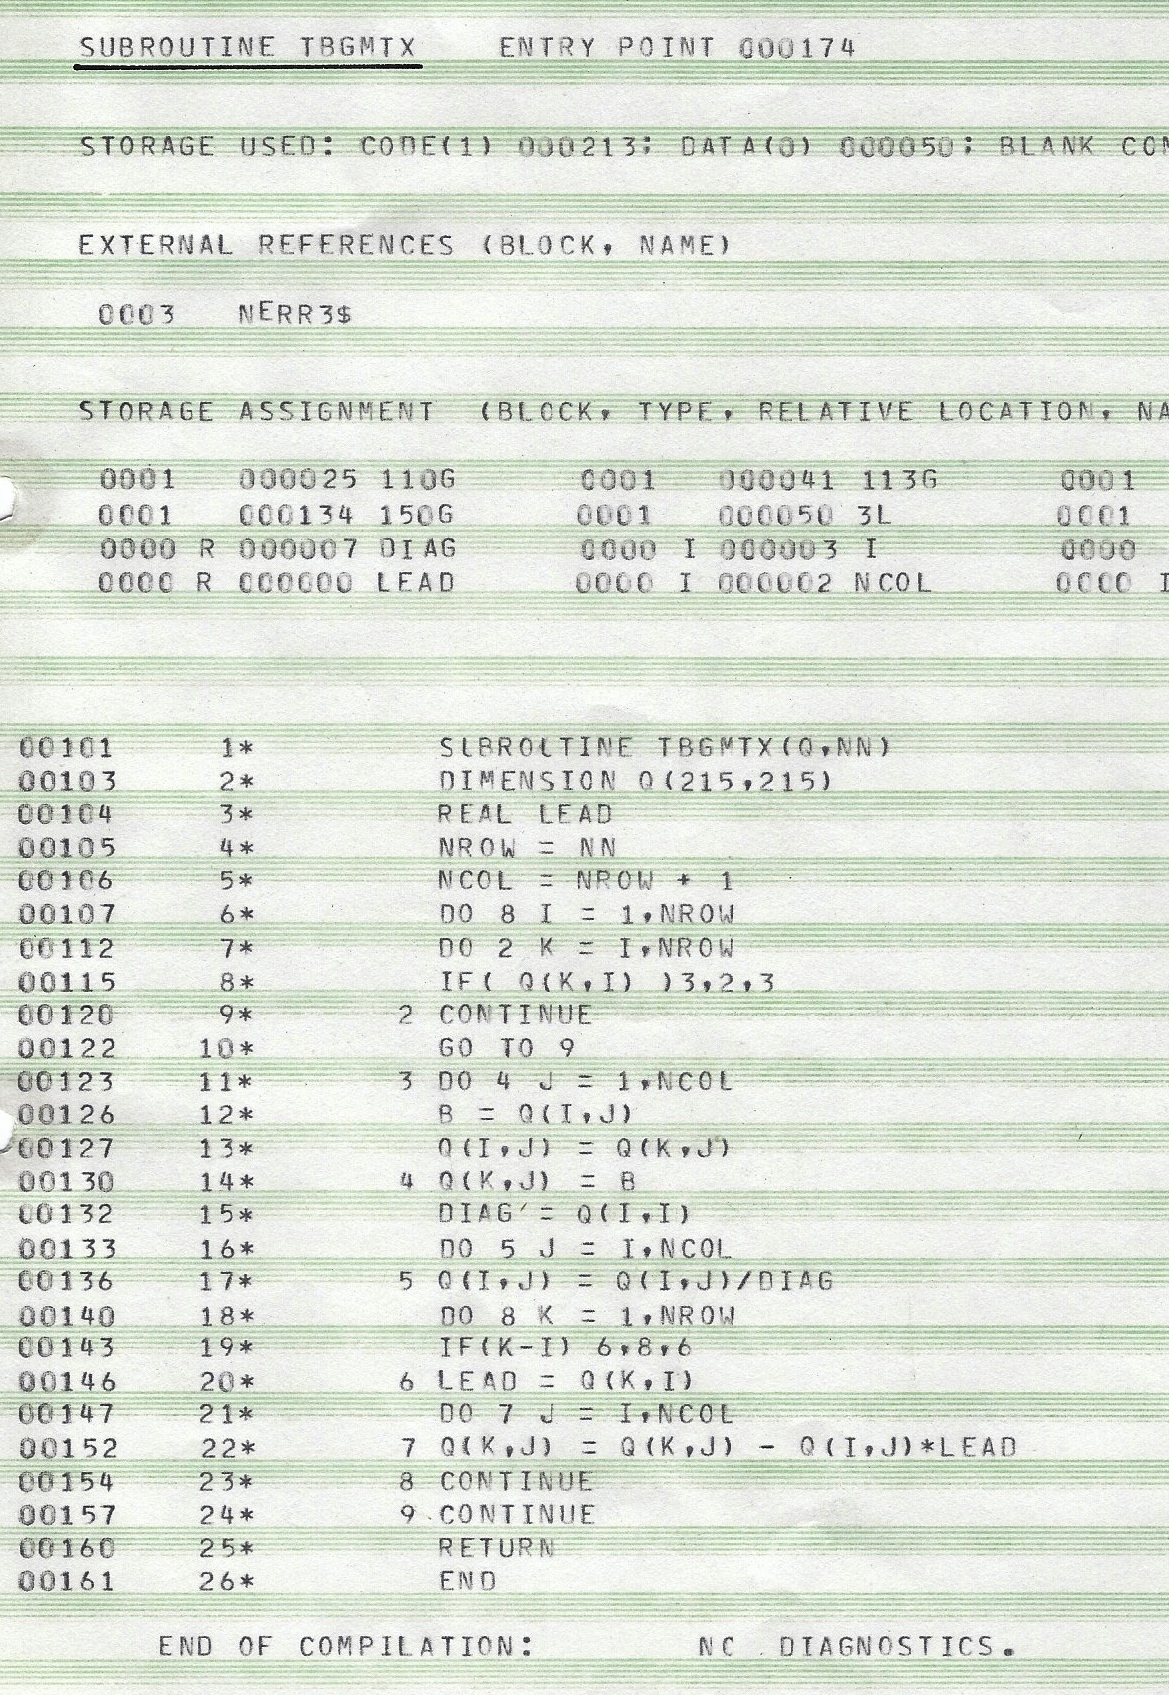 SUBROUTINE TBGMTX    ENTRY POINT 000174
STORAGE USED: CODE(1) 000213; DATA(0) 000050; BLANK COM
EXTERNAL REFERENCES (BLOCK, NAME)
0003   NERR3$
STORAGE ASSIGNMENT  (BLOCK, TYPE, RELATIVE LOCATION, NA
0001   000025 110G      0001   000041 113G      0001
0001   000134 150G      0001   000050 3L      0001
0000 R 000007 DIAG      0000 I 000003 I      0000
0000 R 000000 LEAD      0000 I 000002 NCOL      0000 I
00101     1*         SUBROUTINE TBGMTX(Q,NN)
00103     2*         DIMENSION Q(215,215)
00104     3*         REAL LEAD
00105     4*         NROW = NN
00106     5*         NCOL = NROW + 1
00107     6*         DO 8 I = 1,NROW
00112     7*         DO 2 K = I,NROW
00115     8*         IF( Q(K,I) )3,2,3
00120     9*       2 CONTINUE
00122    10*         GO TO 9
00123    11*       3 DO 4 J = 1,NCOL
00126    12*         B = Q(I,J)
00127    13*         Q(I,J) = Q(K,J)
00130    14*       4 Q(K,J) = B
00132    15*         DIAG = Q(I,I)
00133    16*         DO 5 J = I,NCOL
00136    17*       5 Q(I,J) = Q(I,J)/DIAG
00140    18*         DO 8 K = 1,NROW
00143    19*         IF(K-I) 6,8,6
00146    20*       6 LEAD = Q(K,I)
00147    21*         DO 7 J = I,NCOL
00152    22*       7 Q(K,J) = Q(K,J) - Q(I,J)*LEAD
00154    23*       8 CONTINUE
00157    24*       9 CONTINUE
00160    25*         RETURN
00161    26*         END
END OF COMPILATION:        NO  DIAGNOSTICS.